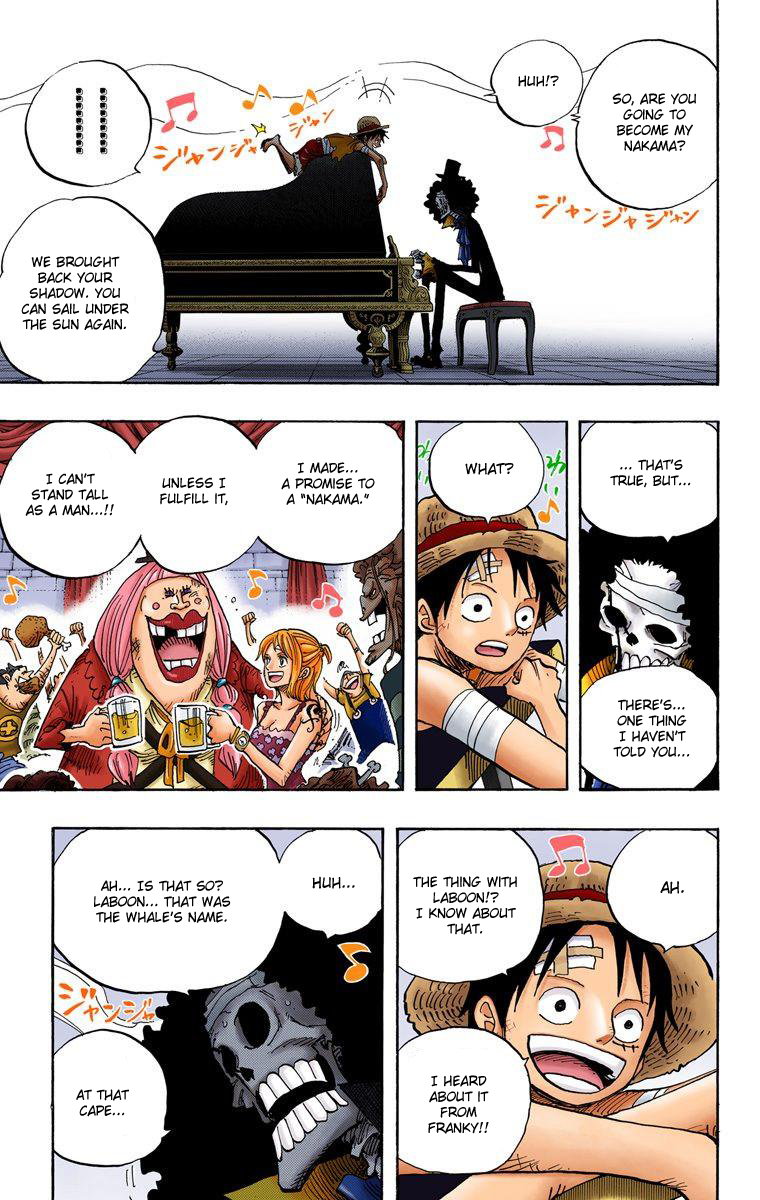 SO, ARE YOU
GOING TO
BECOME MY
NAKAMA?
HUH!?
ジャンジャジャン
ジャン
ジャンジャ
!!
WE BROUGHT
BACK YOUR
SHADOW. YOU
CAN SAIL UNDER
THE SUN AGAIN.
... THAT'S
TRUE, BUT...
THERE'S...
ONE THING
I HAVEN'T
TOLD YOU...
WHAT?
わ
わ
I MADE...
A PROMISE TO
A "NAKAMA."
UNLESS I
FULFILL IT,
I CAN'T
STAND TALL
AS A MAN...!!
AH.
THE THING WITH
LABOON!?
I KNOW ABOUT
THAT.
I HEARD
ABOUT IT
FROM
FRANKY!!
HUH...
AH... IS THAT SO?
LABOON... THAT WAS
THE WHALE'S NAME.
ジャンジャ
AT THAT
CAPE...